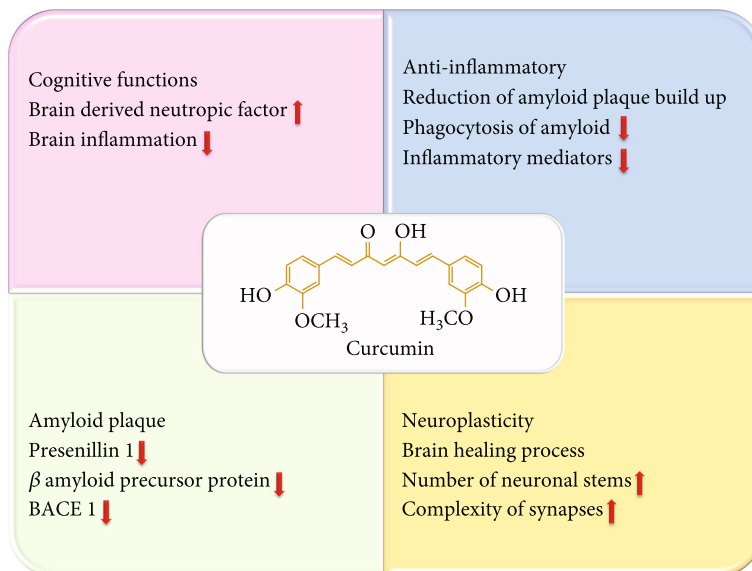 Cognitive functions
Brain derived neutropic factor
Brain inflammation
Anti-inflammatory
Reduction of amyloid plaque build up
Phagocytosis of amyloid
Inflammatory mediators
O OH
HO
OCH3
H3CO
OH
Curcumin
Amyloid plaque
Presenillin 1
β amyloid precursor protein
BACE 1
Neuroplasticity
Brain healing process
Number of neuronal stems
Complexity of synapses